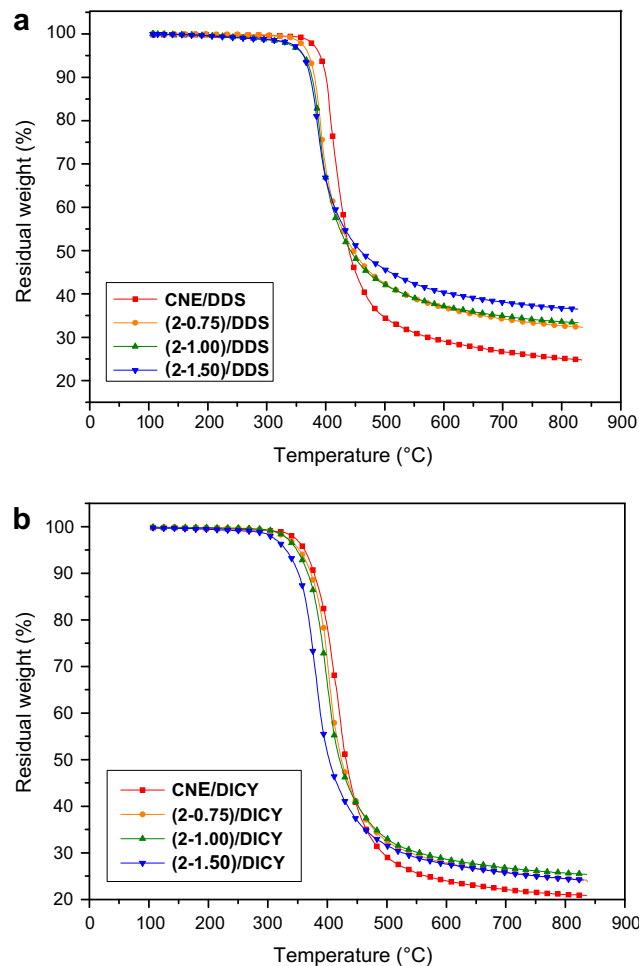 a
100
90
80
70
60
50
40
30
20
Residual weight (%)
CNE/DDS
(2-0.75)/DDS
(2-1.00)/DDS
(2-1.50)/DDS
0 100 200 300 400 500 600 700 800 900
Temperature (°C)
b
100
90
80
70
60
50
40
30
20
Residual weight (%)
CNE/DICY
(2-0.75)/DICY
(2-1.00)/DICY
(2-1.50)/DICY
0 100 200 300 400 500 600 700 800 900
Temperature (°C)